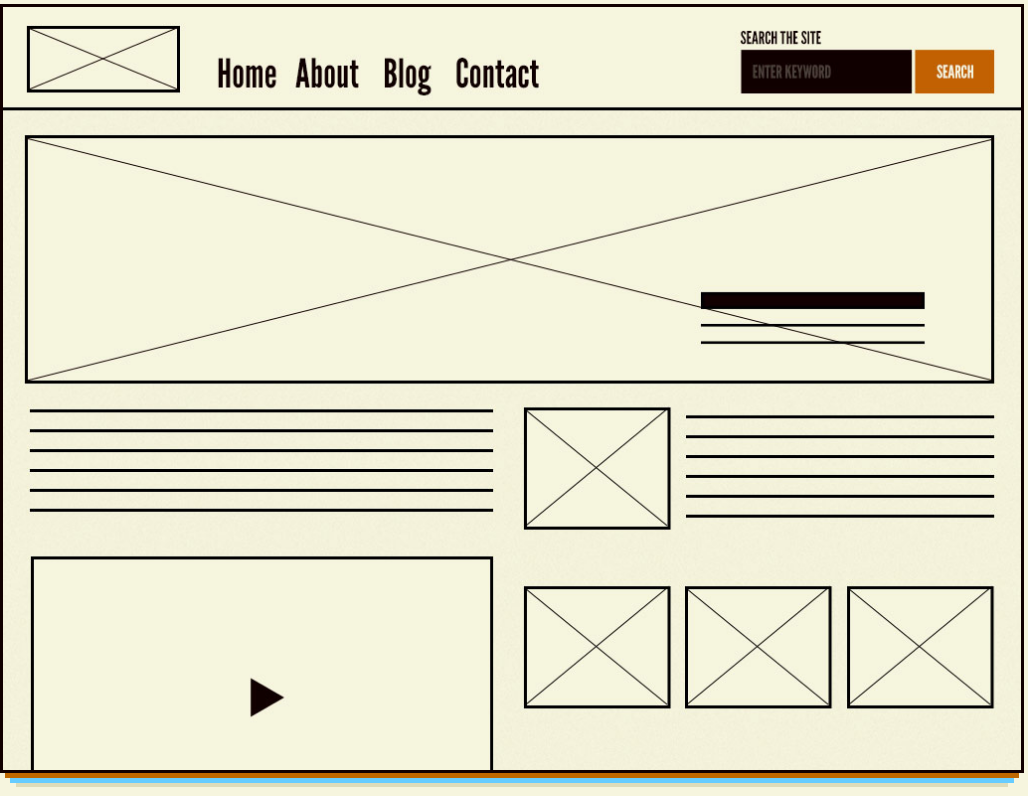 SEARCH THE SITE
Home About Blog Contact
ENTER KEYWORD SEARCH